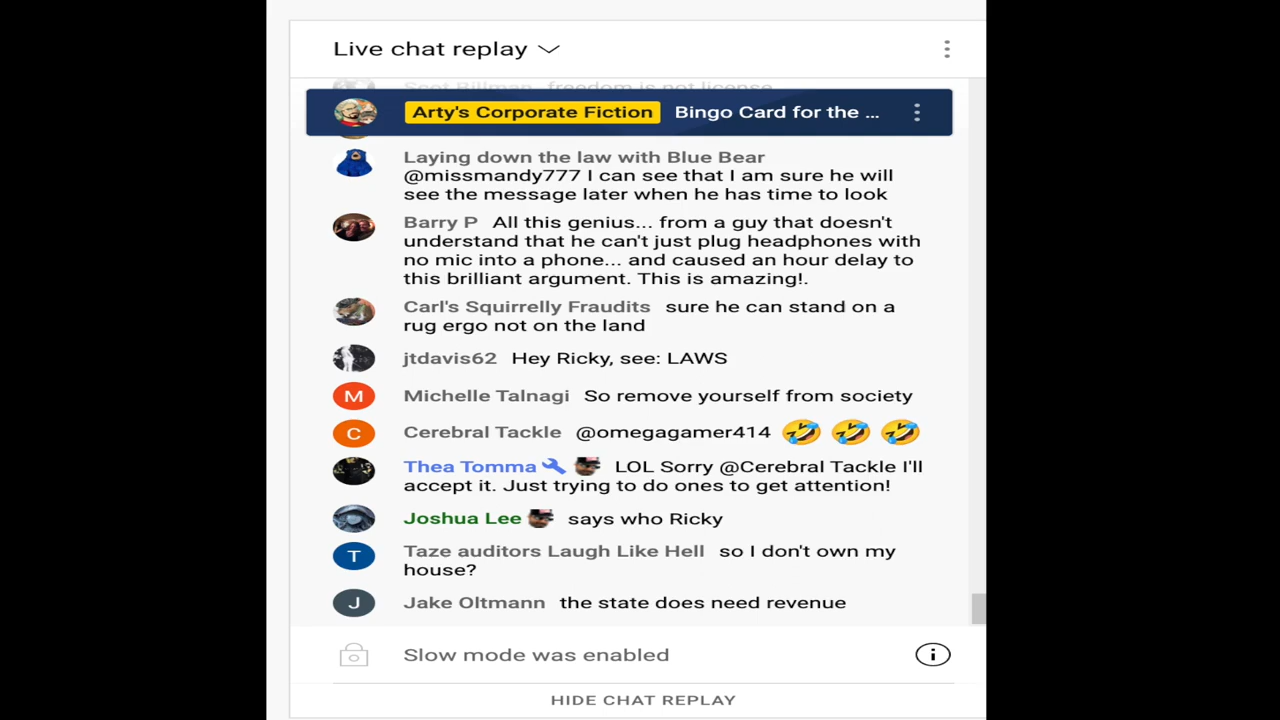 Live chat replay
Scot Billman freedom is not license
Arty's Corporate Fiction Bingo Card for the ...
Laying down the law with Blue Bear
@missmandy777 I can see that I am sure he will
see the message later when he has time to look
Barry P All this genius... from a guy that doesn't
understand that he can't just plug headphones with
no mic into a phone... and caused an hour delay to
this brilliant argument. This is amazing!.
Carl's Squirrelly Fraudits sure he can stand on a
rug ergo not on the land
jtdavis62 Hey Ricky, see: LAWS
M Michelle Talnagi So remove yourself from society
C Cerebral Tackle @omegagamer414 🤣 🤣 🤣
Thea Tomma LOL Sorry @Cerebral Tackle I'll
accept it. Just trying to do ones to get attention!
Joshua Lee says who Ricky
T Taze auditors Laugh Like Hell so I don't own my
house?
J Jake Oltmann the state does need revenue
Slow mode was enabled
HIDE CHAT REPLAY